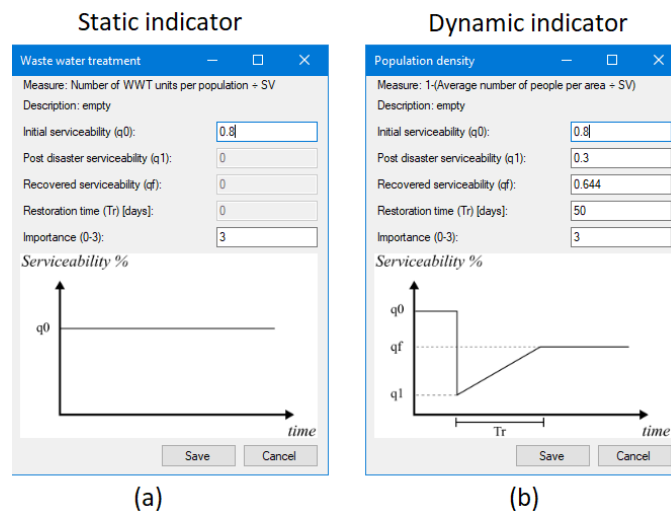 Static indicator
Waste water treatment
Measure: Number of WWT units per population ÷ SV
Description: empty
Initial serviceability (q0): 0.8
Post disaster serviceability (q1): 0
Recovered serviceability (qf): 0
Restoration time (Tr) [days]: 0
Importance (0-3): 3
Serviceability %
q0
time
Save Cancel
(a)
Dynamic indicator
Population density
Measure: 1-(Average number of people per area ÷ SV)
Description: empty
Initial serviceability (q0): 0.8
Post disaster serviceability (q1): 0.3
Recovered serviceability (qf): 0.644
Restoration time (Tr) [days]: 50
Importance (0-3): 3
Serviceability %
q0
qf
q1
Tr
time
Save Cancel
(b)